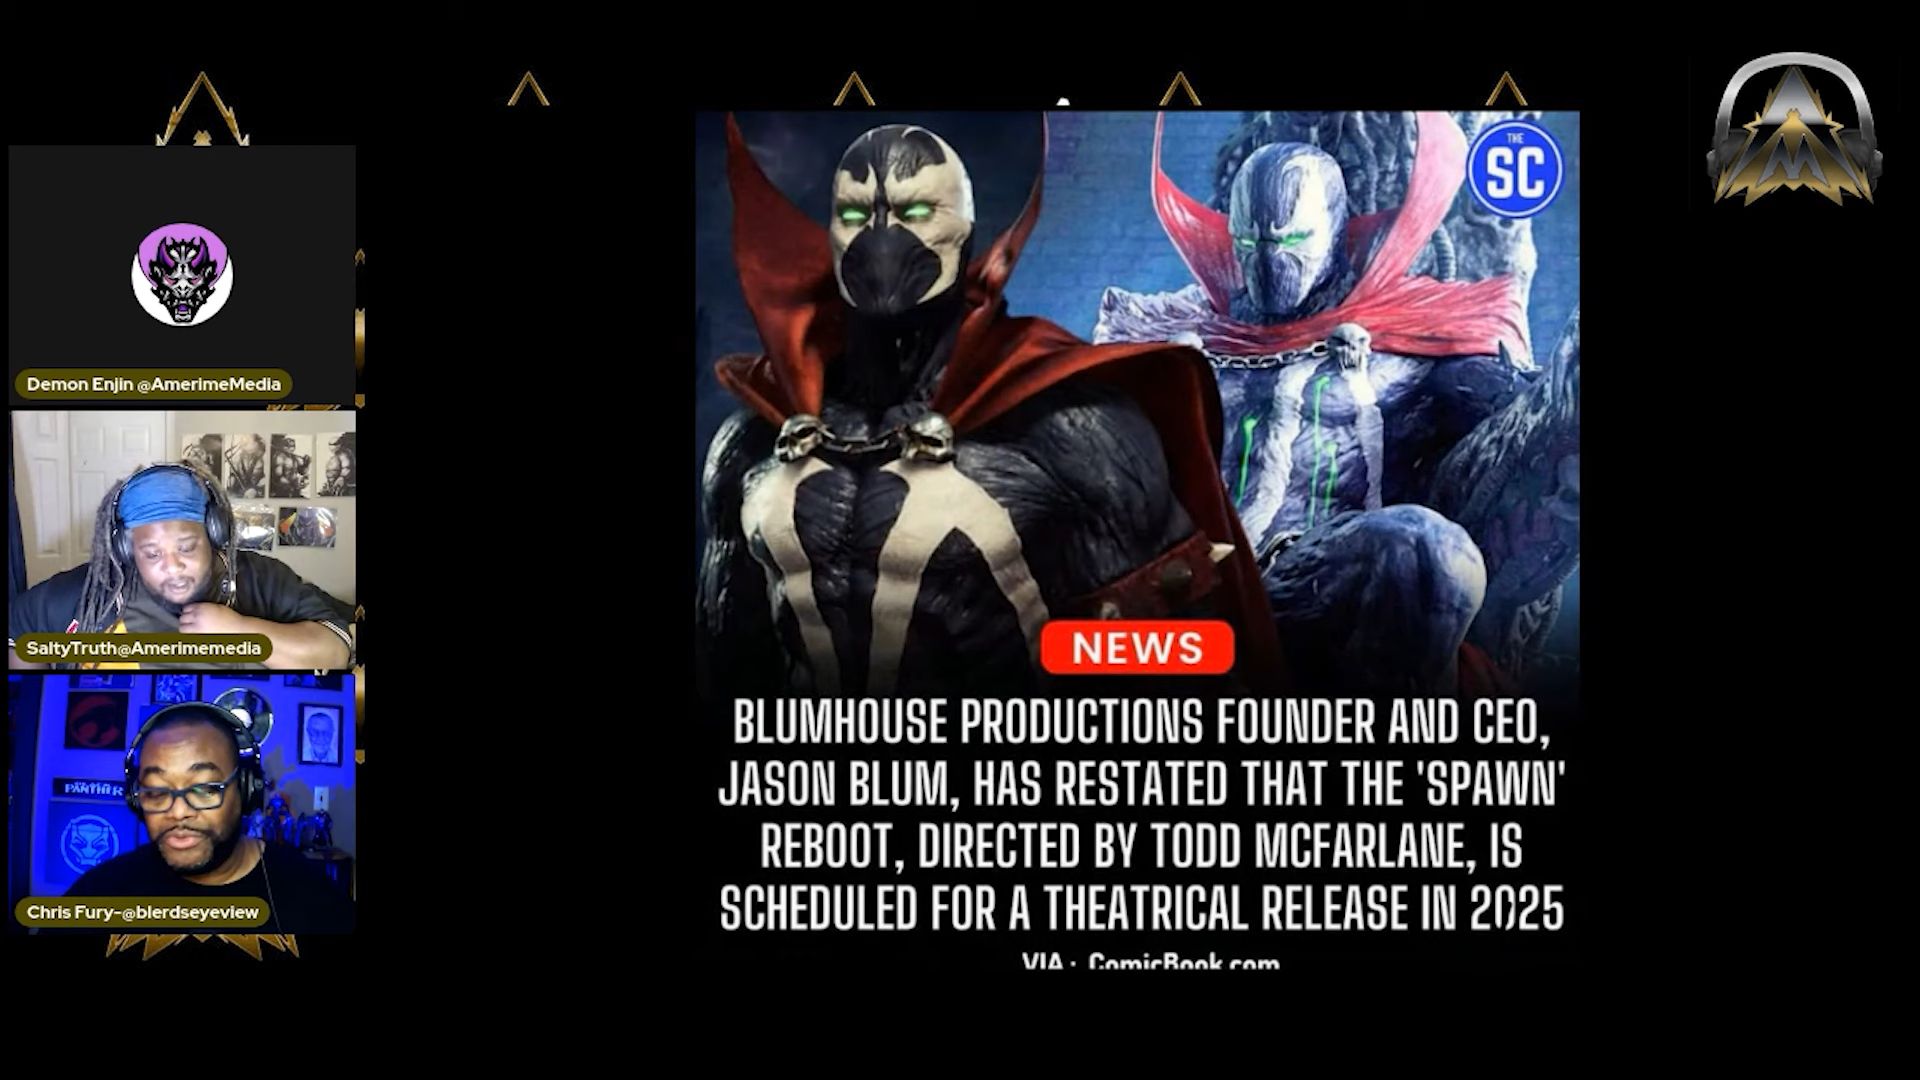 THE
SC
Demon Enjin @AmerimeMedia
SaltyTruth@Amerimemedia
PANTHER
Chris Fury-@blerdseyeview
NEWS
BLUMHOUSE PRODUCTIONS FOUNDER AND CEO,
JASON BLUM, HAS RESTATED THAT THE 'SPAWN'
REBOOT, DIRECTED BY TODD MCFARLANE, IS
SCHEDULED FOR A THEATRICAL RELEASE IN 2025
VIA: ComicBook.com